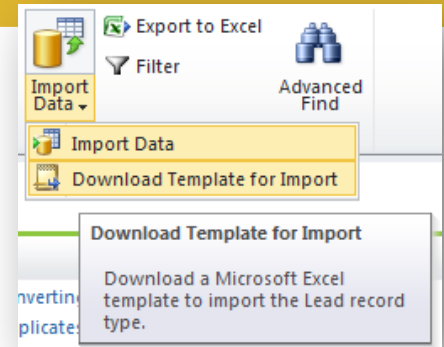 Export to Excel
Filter
Import
Data
Advanced
Find
Import Data
Download Template for Import
Download Template for Import
Download a Microsoft Excel
template to import the Lead record
type.
nverting
plicates